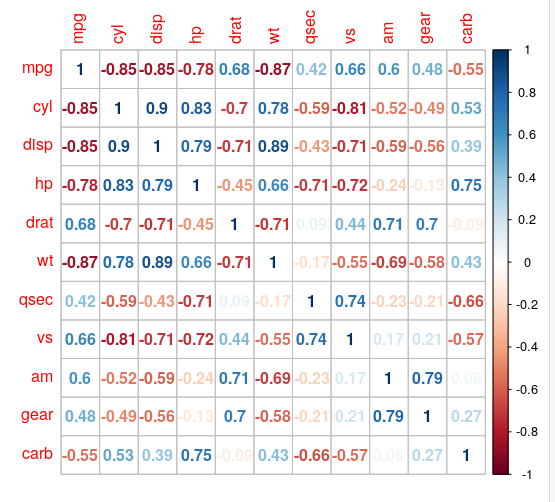 mpg cyl disp hp drat wt qsec vs am gear carb
mpg 1 -0.85 -0.85 -0.78 0.68 -0.87 0.42 0.66 0.6 0.48 -0.55
cyl -0.85 1 0.9 0.83 -0.7 0.78 -0.59 -0.81 -0.52 -0.49 0.53
disp -0.85 0.9 1 0.79 -0.71 0.89 -0.43 -0.71 -0.59 -0.56 0.39
hp -0.78 0.83 0.79 1 -0.45 0.66 -0.71 -0.72 -0.24 -0.13 0.75
drat 0.68 -0.7 -0.71 -0.45 1 -0.71 0.09 0.44 0.71 0.7 -0.09
wt -0.87 0.78 0.89 0.66 -0.71 1 -0.17 -0.55 -0.69 -0.58 0.43
qsec 0.42 -0.59 -0.43 -0.71 0.09 -0.17 1 0.74 -0.23 -0.21 -0.66
vs 0.66 -0.81 -0.71 -0.72 0.44 -0.55 0.74 1 0.17 0.21 -0.57
am 0.6 -0.52 -0.59 -0.24 0.71 -0.69 -0.23 0.17 1 0.79 0.06
gear 0.48 -0.49 -0.56 -0.13 0.7 -0.58 -0.21 0.21 0.79 1 0.27
carb -0.55 0.53 0.39 0.75 -0.09 0.43 -0.66 -0.57 0.06 0.27 1
1
0.8
0.6
0.4
0.2
0
-0.2
-0.4
-0.6
-0.8
-1